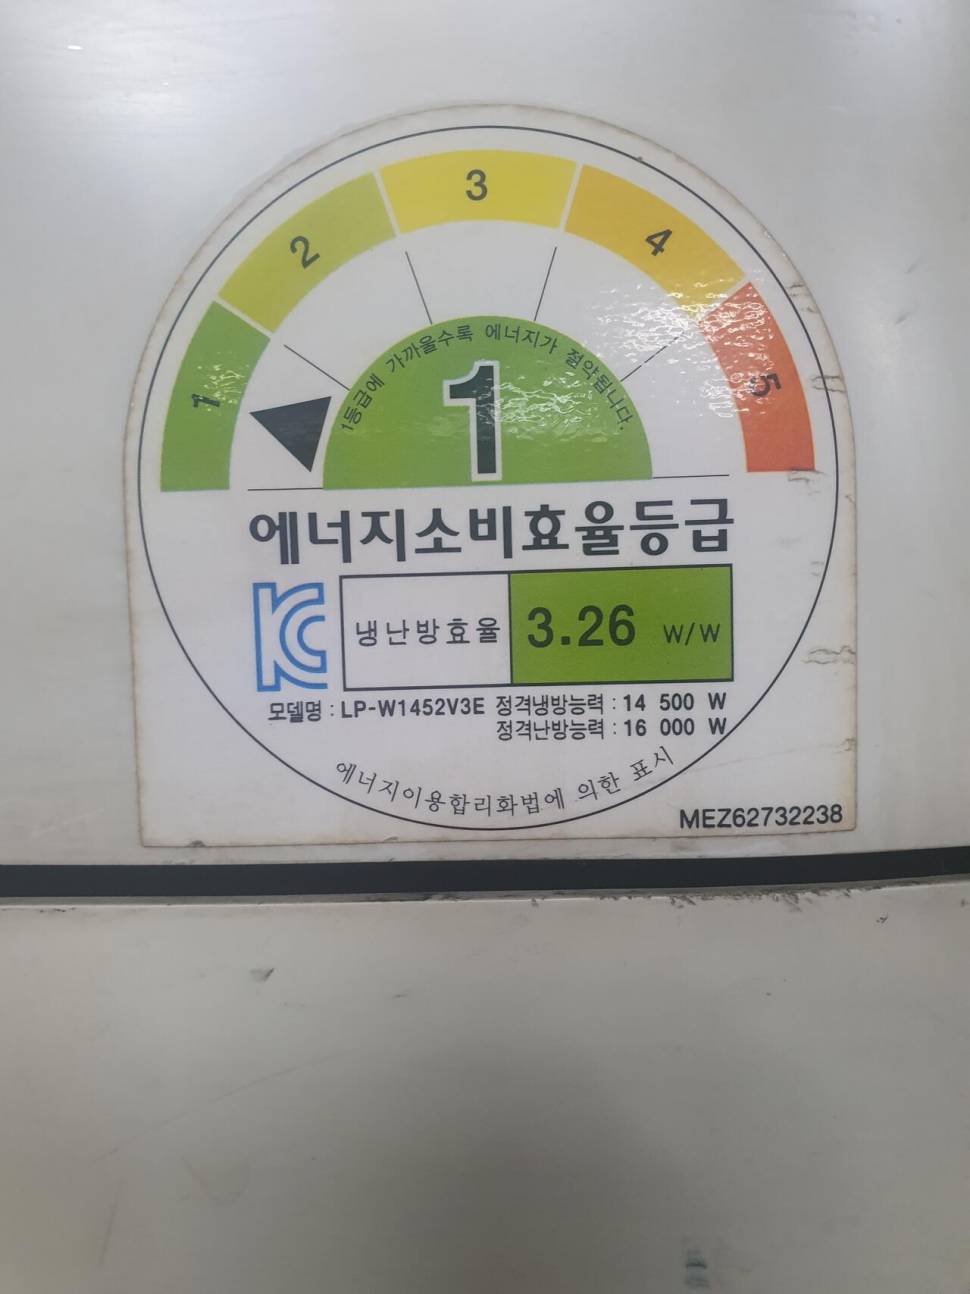 1
2
3
4
5
1등급에 가까울수록 에너지가 절약됩니다.
1
에너지소비효율등급
KC
냉난방효율 3.26 W/W
모델명 : LP-W1452V3E 정격냉방능력 : 14 500 W
정격난방능력 : 16 000 W
에너지이용합리화법에 의한 표시
MEZ62732238